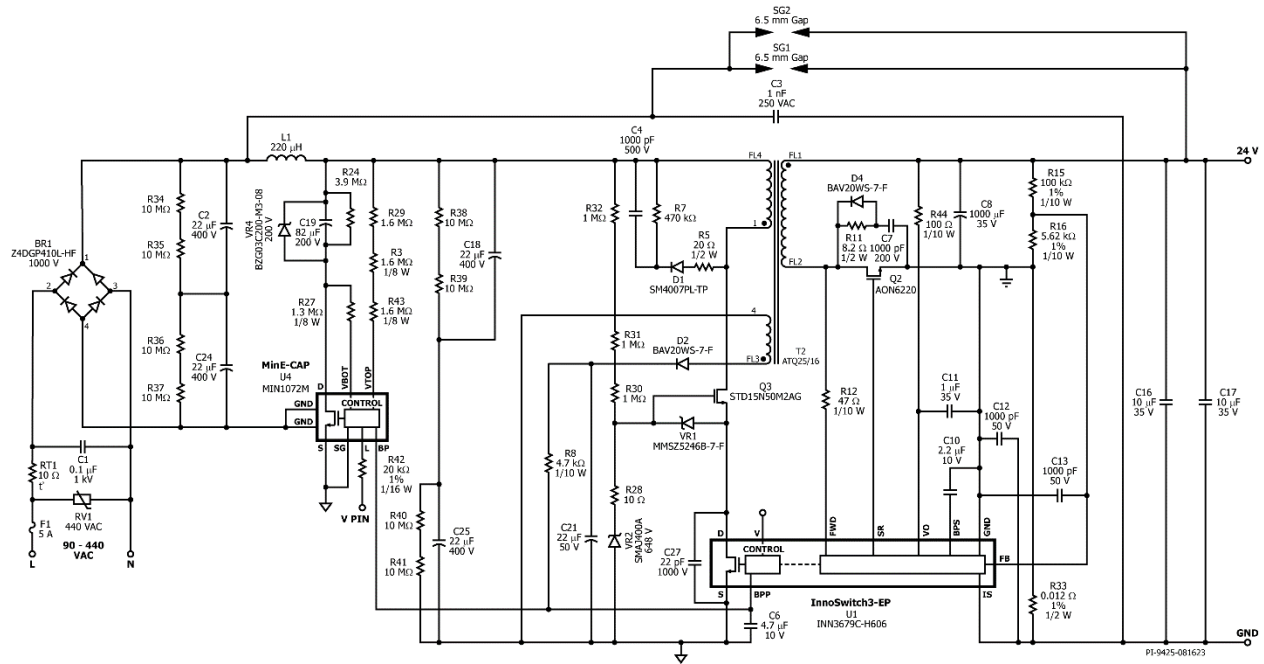 SG2
6.5 mm Gap
SG1
6.5 mm Gap
C3
1 nF
250 VAC
L1
220 µH
C4
1000 pF
500 V
FL4
FL1
24 V
R34
10 MΩ
C2
22 µF
400 V
R35
10 MΩ
BR1
Z4DGP410L-HF
1000 V
1
2
3
4
R36
10 MΩ
C24
22 µF
400 V
R37
10 MΩ
R24
3.9 MΩ
VR4
BZG03C200-M3-08
200 V
C19
82 µF
200 V
R29
1.6 MΩ
R3
1.6 MΩ
1/8 W
R27
1.3 MΩ
1/8 W
R43
1.6 MΩ
1/8 W
R38
10 MΩ
C18
22 µF
400 V
R39
10 MΩ
R32
1 MΩ
R7
470 kΩ
R5
20 Ω
1/2 W
1
D1
SM4007PL-TP
D4
BAV20WS-7-F
R11
8.2 Ω
1/2 W
C7
1000 pF
200 V
FL2
Q2
AON6220
R44
100 Ω
1/10 W
C8
1000 µF
35 V
R15
100 kΩ
1%
1/10 W
R16
5.62 kΩ
1%
1/10 W
4
FL3
T2
ATQ25/16
R31
1 MΩ
D2
BAV20WS-7-F
MinE-CAP
U4
MIN1072M
D
VBOT
VTOP
GND
GND
CONTROL
S
SG
L
BP
R42
20 kΩ
1%
1/16 W
V PIN
R30
1 MΩ
Q3
STD15N50M2AG
VR1
MMSZ5246B-7-F
R12
47 Ω
1/10 W
C11
1 µF
35 V
C12
1000 pF
50 V
C16
10 µF
35 V
C17
10 µF
35 V
C1
0.1 µF
1 kV
RT1
10 Ω
t°
RV1
440 VAC
F1
5 A
90 - 440
VAC
L
N
R8
4.7 kΩ
1/10 W
R28
10 Ω
C10
2.2 µF
10 V
C13
1000 pF
50 V
R40
10 MΩ
R41
10 MΩ
C25
22 µF
400 V
C21
22 µF
50 V
VR2
SMAJ400A
648 V
C27
22 pF
1000 V
D
V
FWD
SR
VO
BPS
GND
CONTROL
FB
S
BPP
IS
InnoSwitch3-EP
U1
INN3679C-H606
C6
4.7 µF
10 V
R33
0.012 Ω
1%
1/2 W
GND
PI-9425-081623